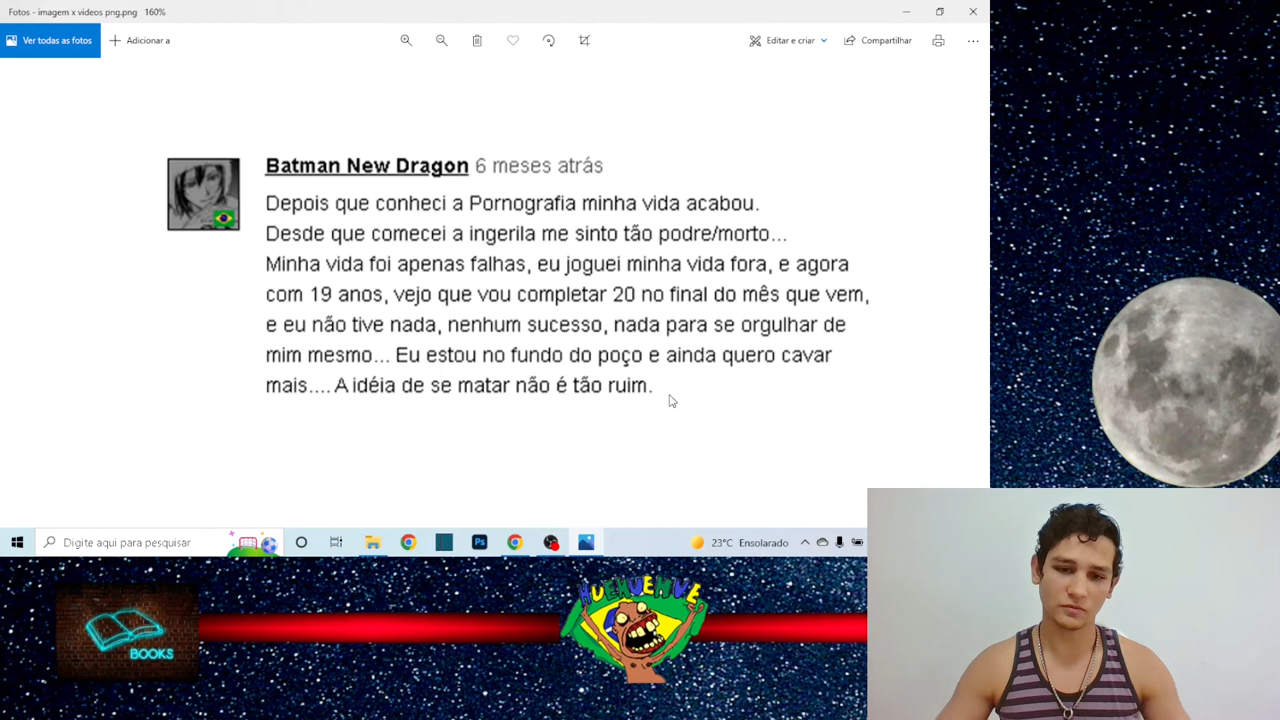 Fotos - imagem x videos png.png 160%
Ver todas as fotos
Adicionar a
Editar e criar
Compartilhar
Batman New Dragon 6 meses atrás
Depois que conheci a Pornografia minha vida acabou.
Desde que comecei a ingerila me sinto tão podre/morto...
Minha vida foi apenas falhas, eu joguei minha vida fora, e agora
com 19 anos, vejo que vou completar 20 no final do mês que vem,
e eu não tive nada, nenhum sucesso, nada para se orgulhar de
mim mesmo... Eu estou no fundo do poço e ainda quero cavar
mais.... A idéia de se matar não é tão ruim.
Digite aqui para pesquisar
Ps
23°C Ensolarado
HUEHUEHUE
BOOKS